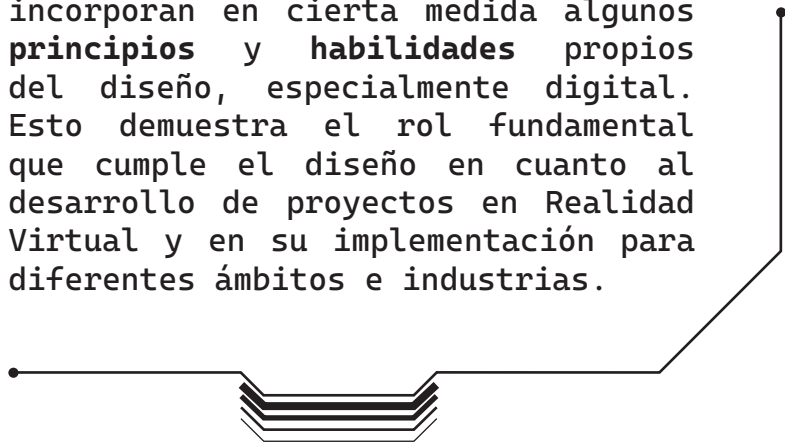 incorporan en cierta medida algunos
principios y habilidades propios
del diseño, especialmente digital.
Esto demuestra el rol fundamental
que cumple el diseño en cuanto al
desarrollo de proyectos en Realidad
Virtual y en su implementación para
diferentes ámbitos e industrias.